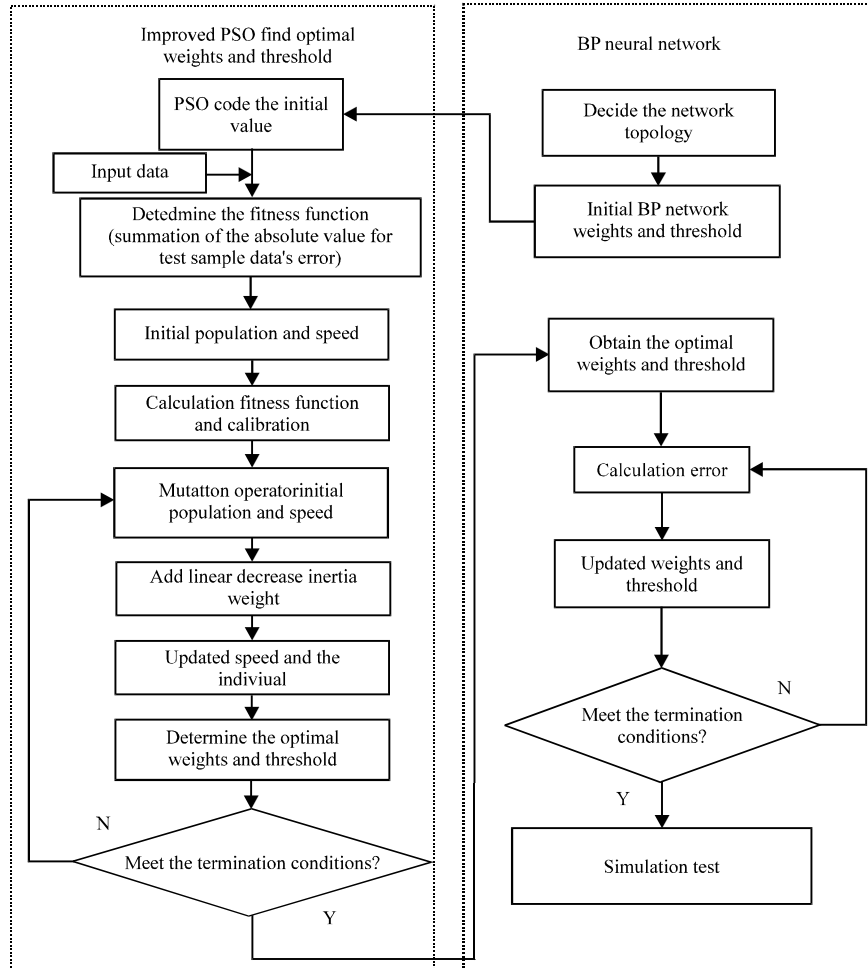 Improved PSO find optimal
weights and threshold
PSO code the initial
value
Input data
Detedmine the fitness function
(summation of the absolute value for
test sample data's error)
Initial population and speed
Calculation fitness function
and calibration
Mutatton operatorinitial
population and speed
Add linear decrease inertia
weight
Updated speed and the
indiviual
Determine the optimal
weights and threshold
N
Meet the termination conditions?
Y
BP neural network
Decide the network
topology
Initial BP network
weights and threshold
Obtain the optimal
weights and threshold
Calculation error
Updated weights and
threshold
N
Meet the termination
conditions?
Y
Simulation test